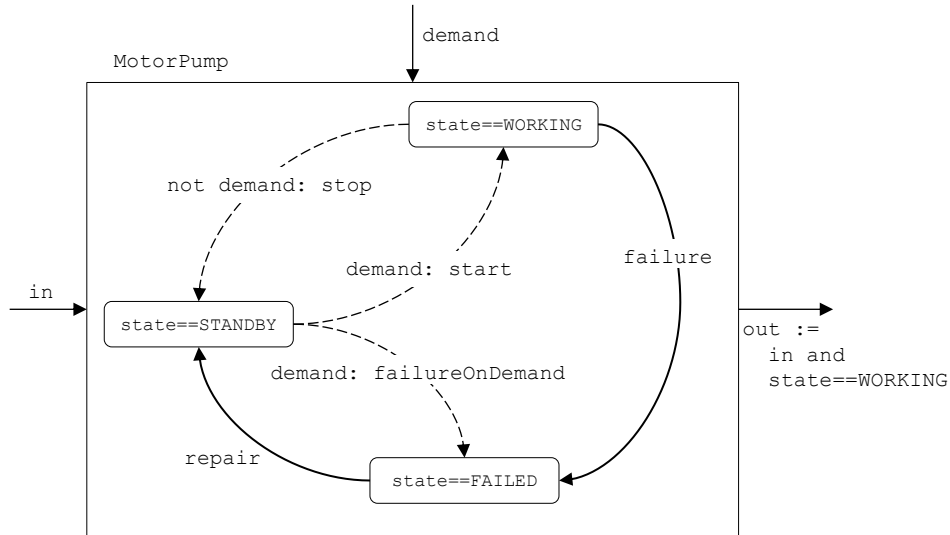 demand
MotorPump
state==WORKING
not demand: stop
failure
demand: start
in
state==STANDBY
out :=
in and
state==WORKING
demand: failureOnDemand
repair
state==FAILED